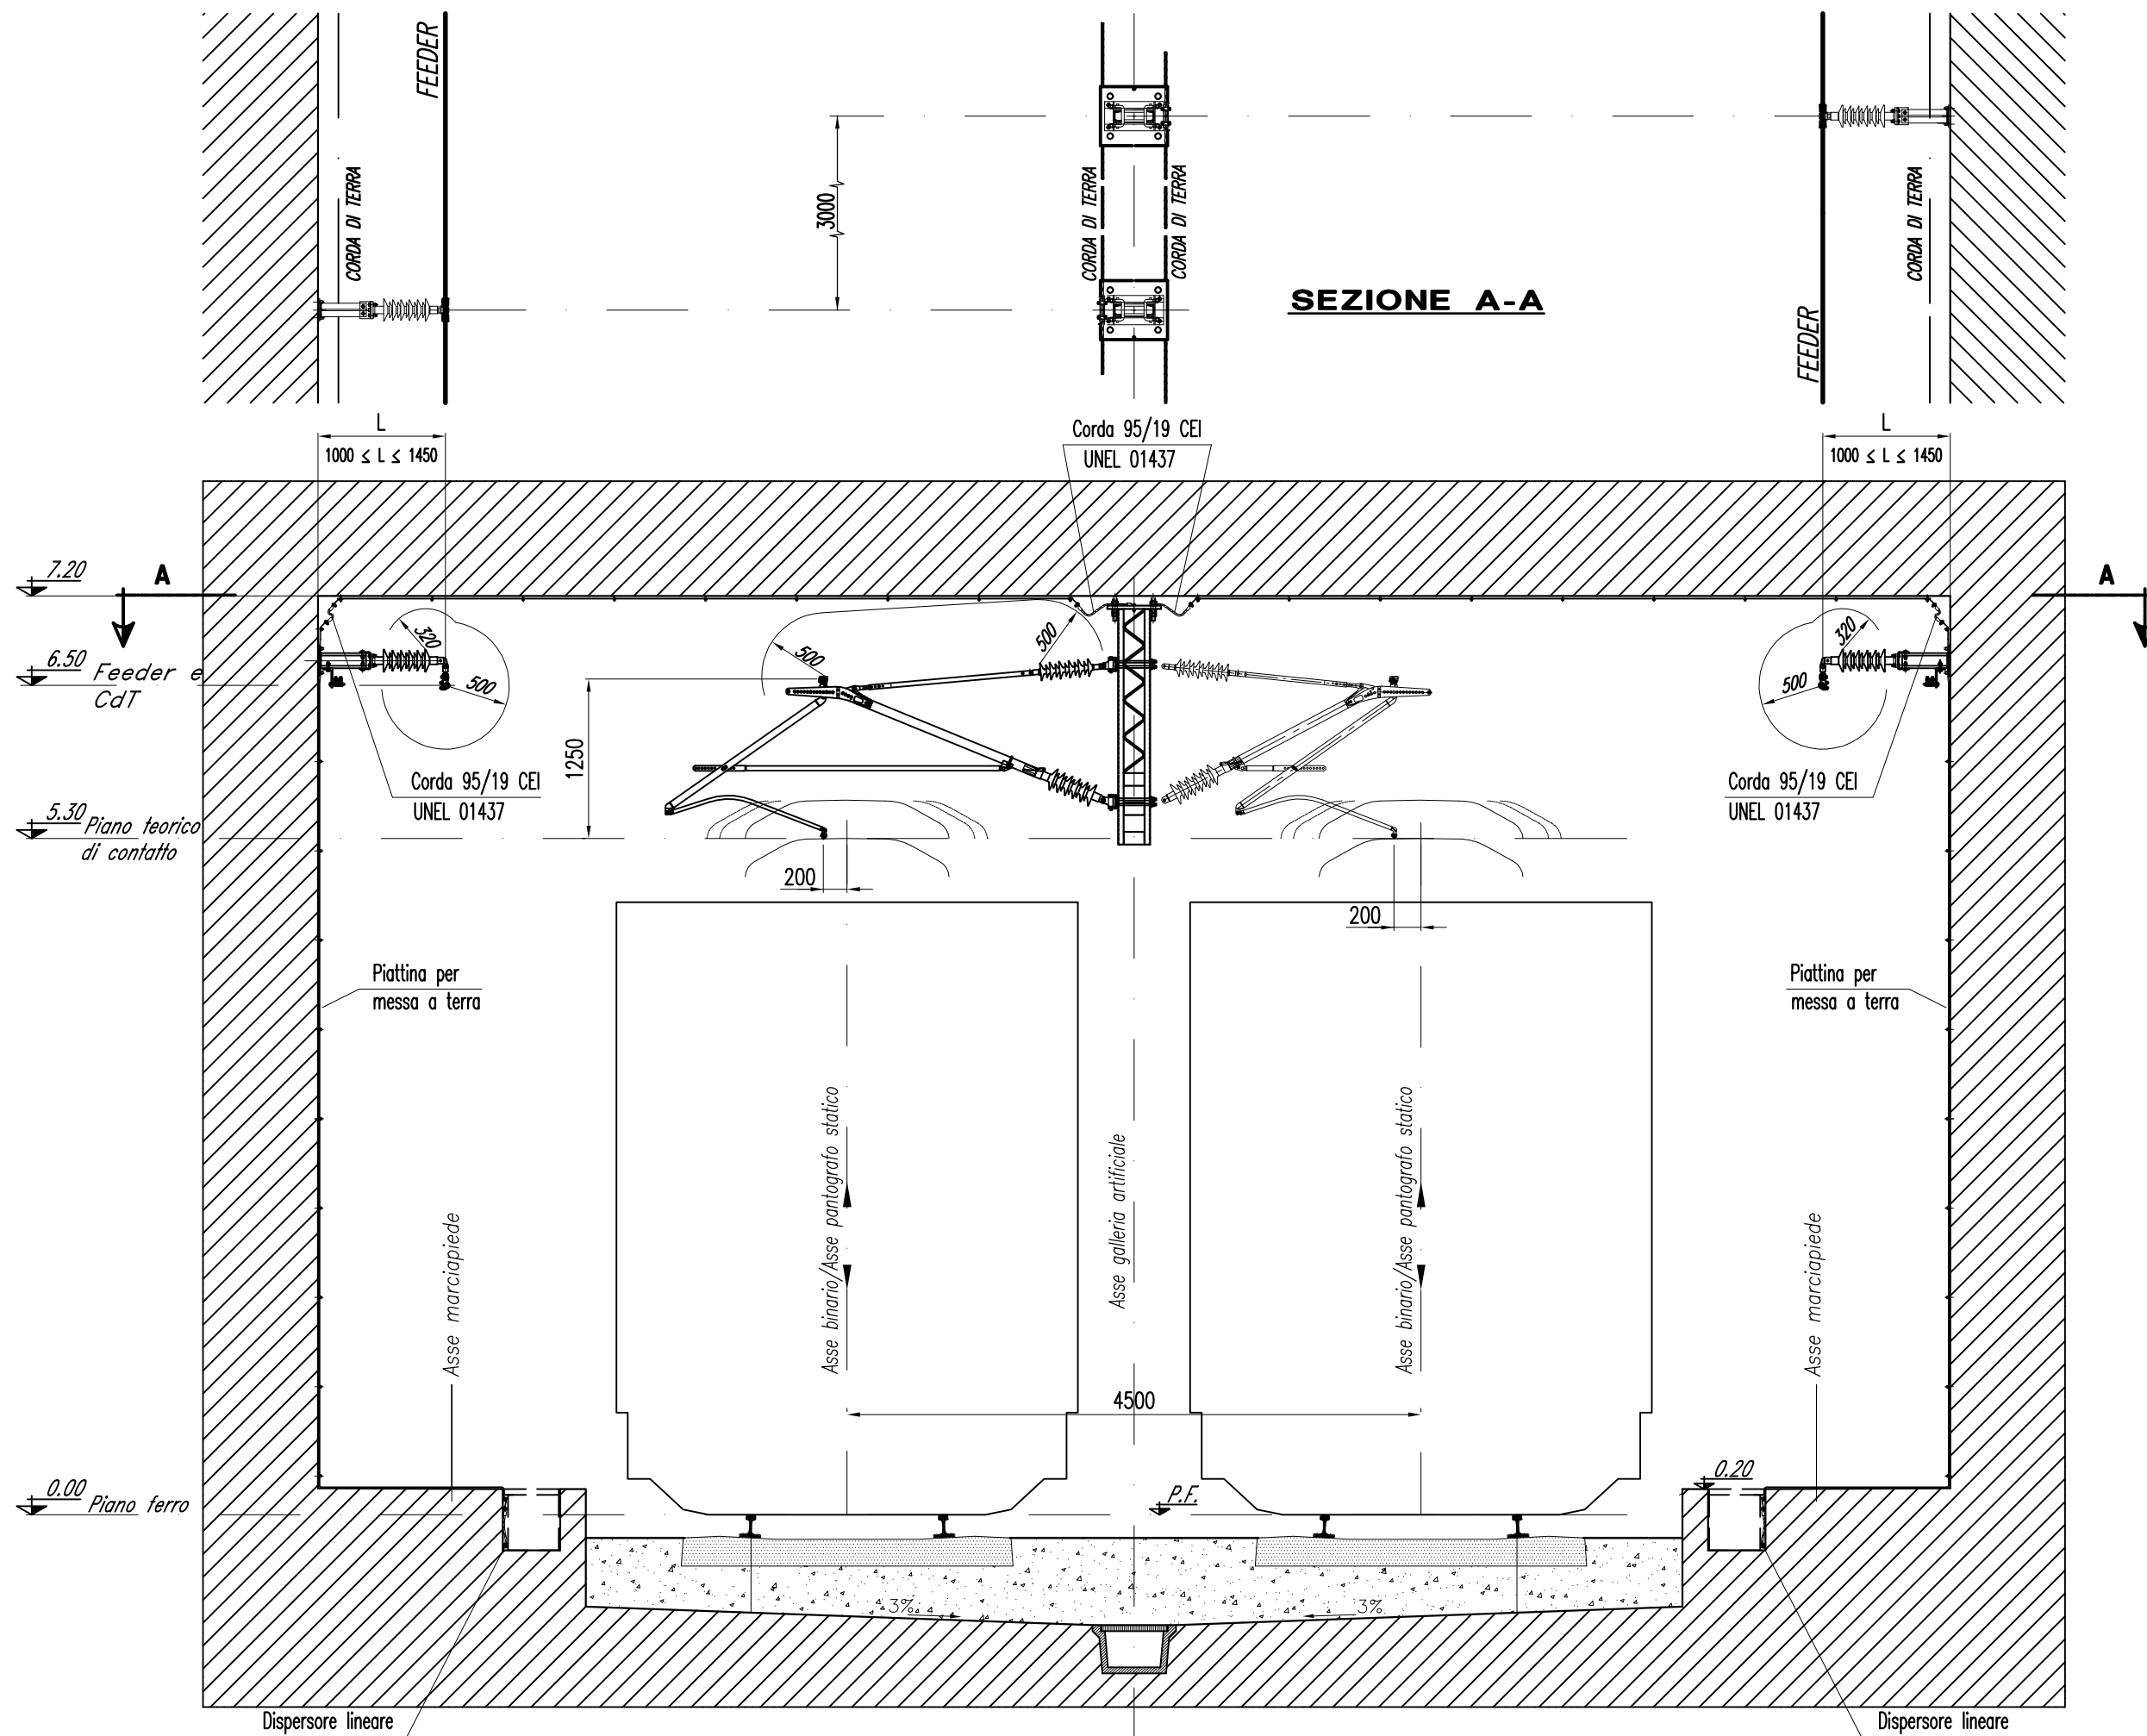 FEEDER
CORDA DI TERRA
3000
CORDA DI TERRA
CORDA DI TERRA
SEZIONE A-A
FEEDER
CORDA DI TERRA
L
1000 ≤ L ≤ 1450
Corda 95/19 CEI
UNEL 01437
L
1000 ≤ L ≤ 1450
7.20
A
A
6.50 Feeder e
CdT
320
500
500
500
320
500
1250
Corda 95/19 CEI
UNEL 01437
Corda 95/19 CEI
UNEL 01437
5.30 Piano teorico
di contatto
200
200
Piattina per
messa a terra
Piattina per
messa a terra
Asse marciapiede
Asse binario/Asse pantografo statico
Asse galleria artificiale
Asse binario/Asse pantografo statico
Asse marciapiede
4500
0.00 Piano ferro
P.F.
0.20
3%
3%
Dispersore lineare
Dispersore lineare